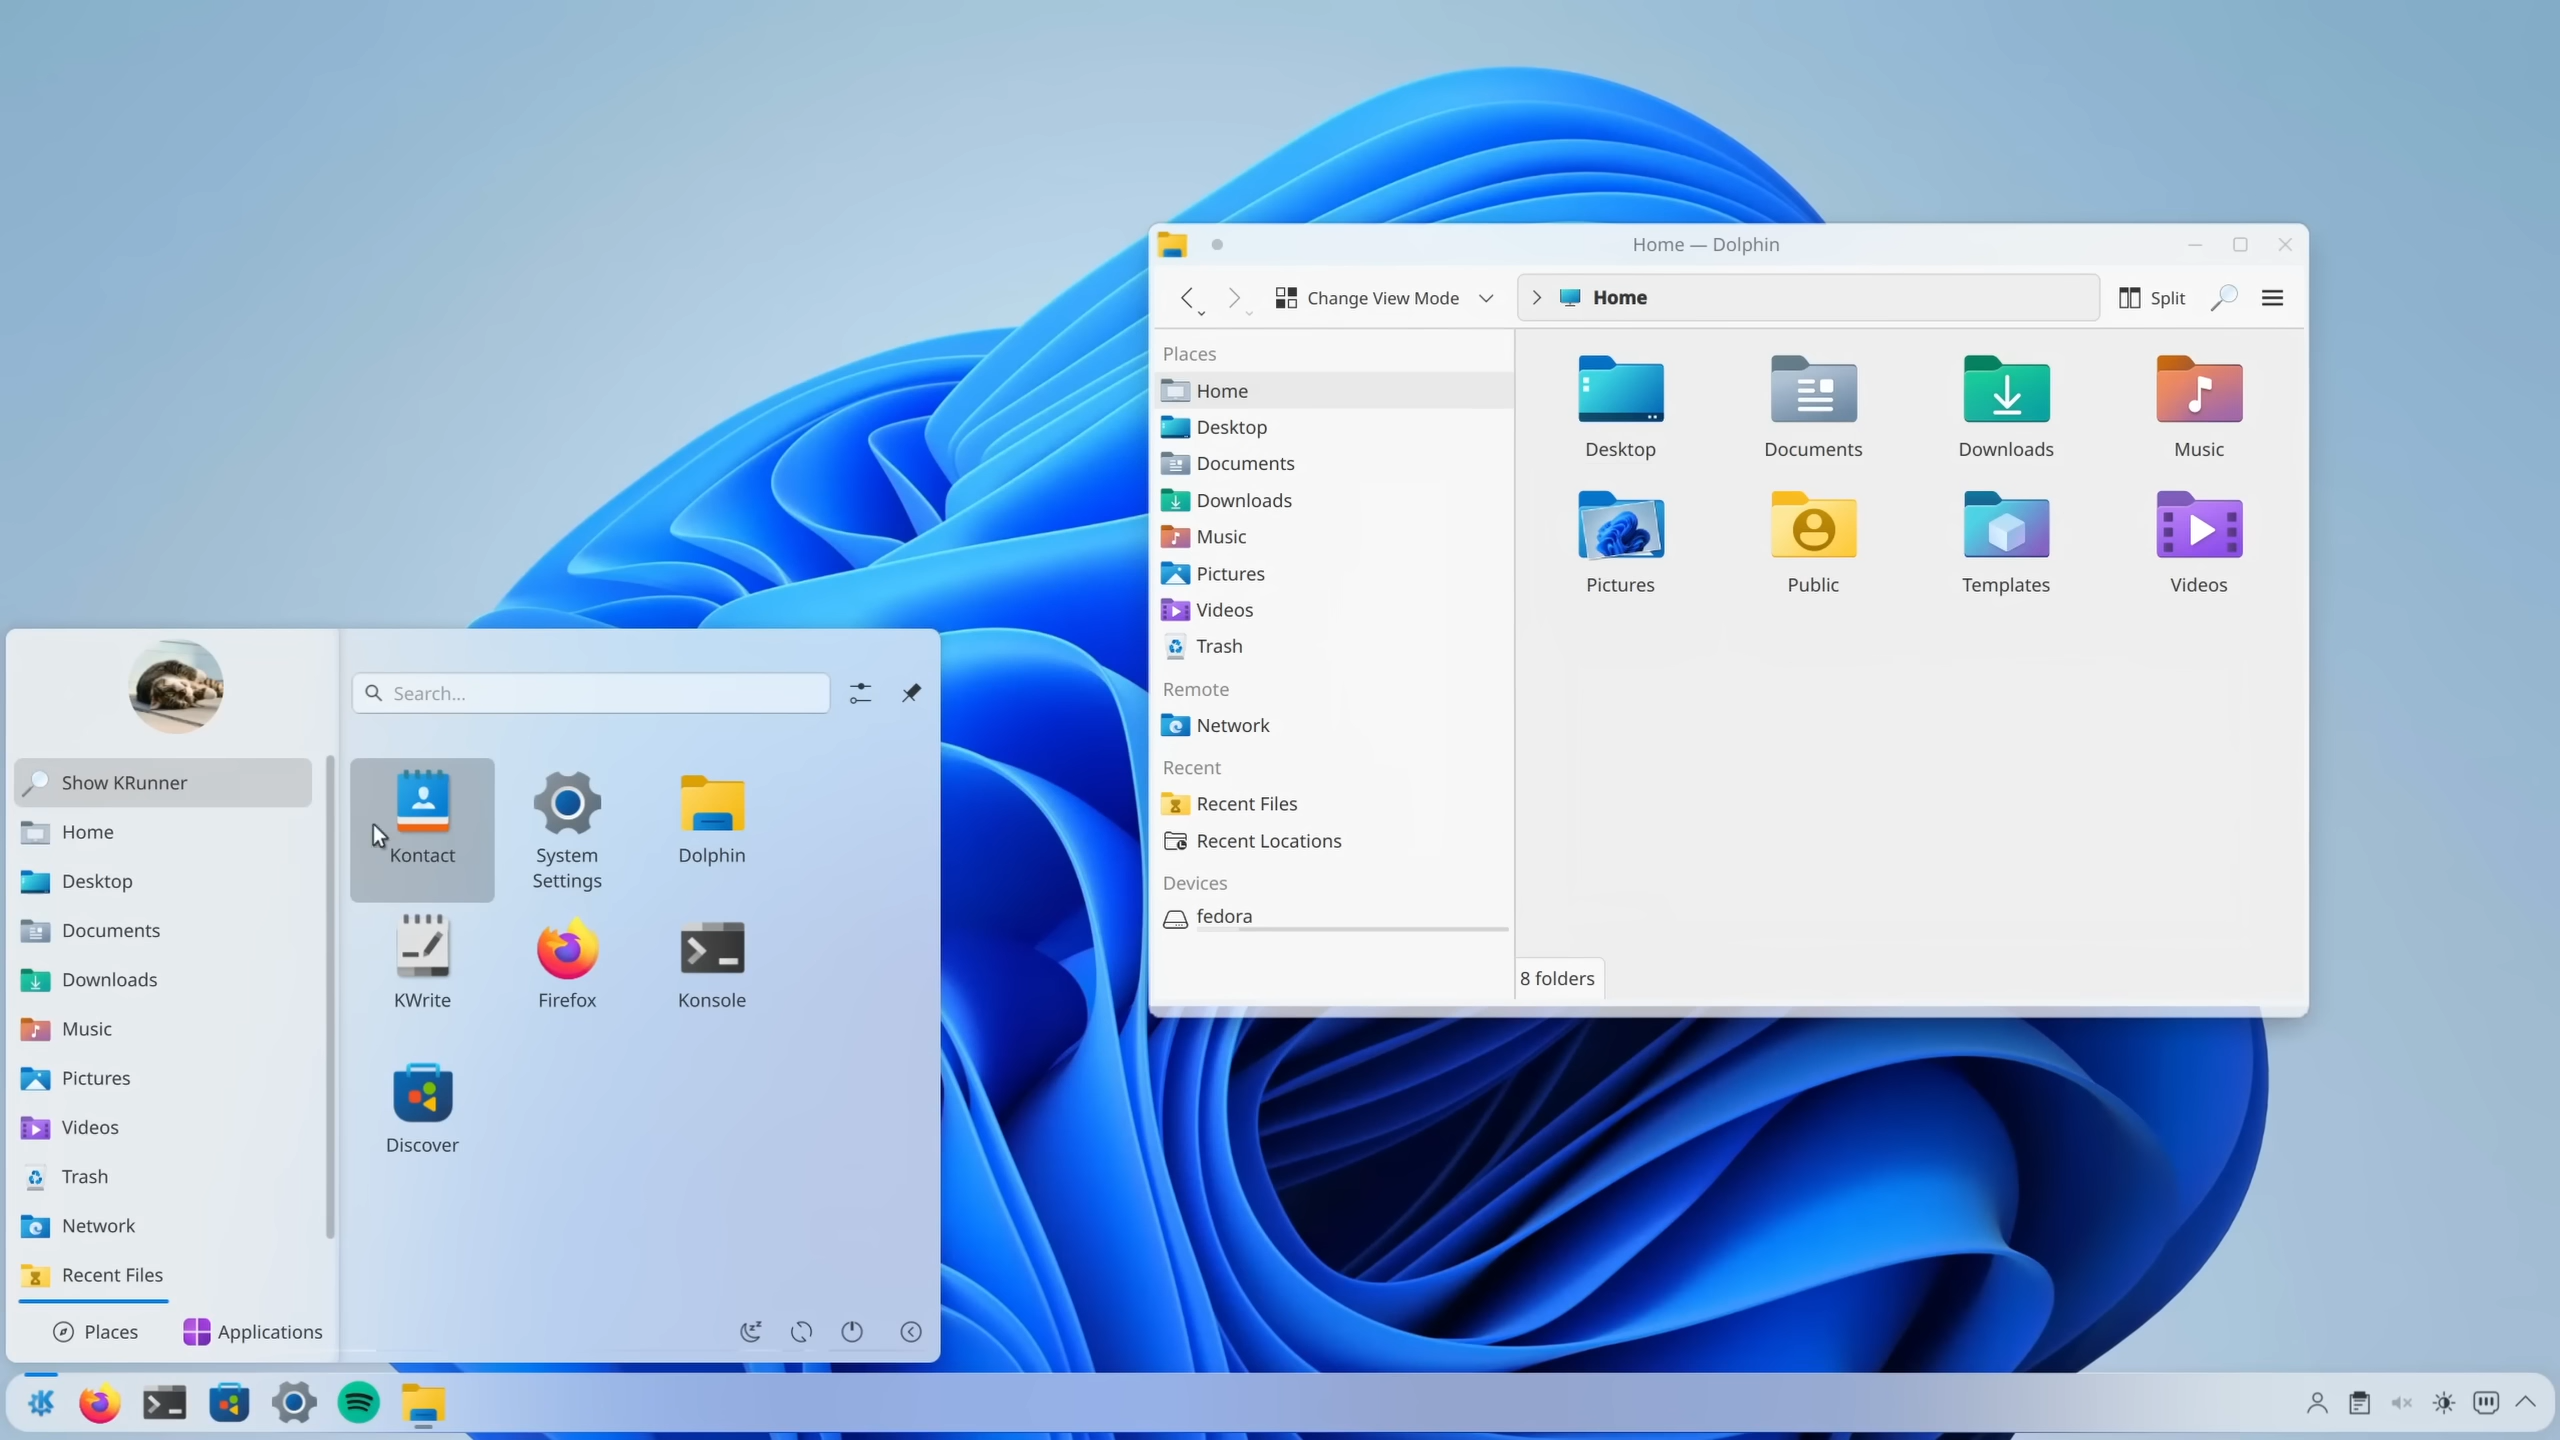 Home — Dolphin
Change View Mode
Home
Split
Places
Home
Desktop
Documents
Downloads
Music
Pictures
Videos
Trash
Remote
Network
Recent
Recent Files
Recent Locations
Devices
fedora
Desktop
Documents
Downloads
Music
Pictures
Public
Templates
Videos
8 folders
Search...
Show KRunner
Home
Desktop
Documents
Downloads
Music
Pictures
Videos
Trash
Network
Recent Files
Places
Applications
Kontact
System
Settings
Dolphin
KWrite
Firefox
Konsole
Discover